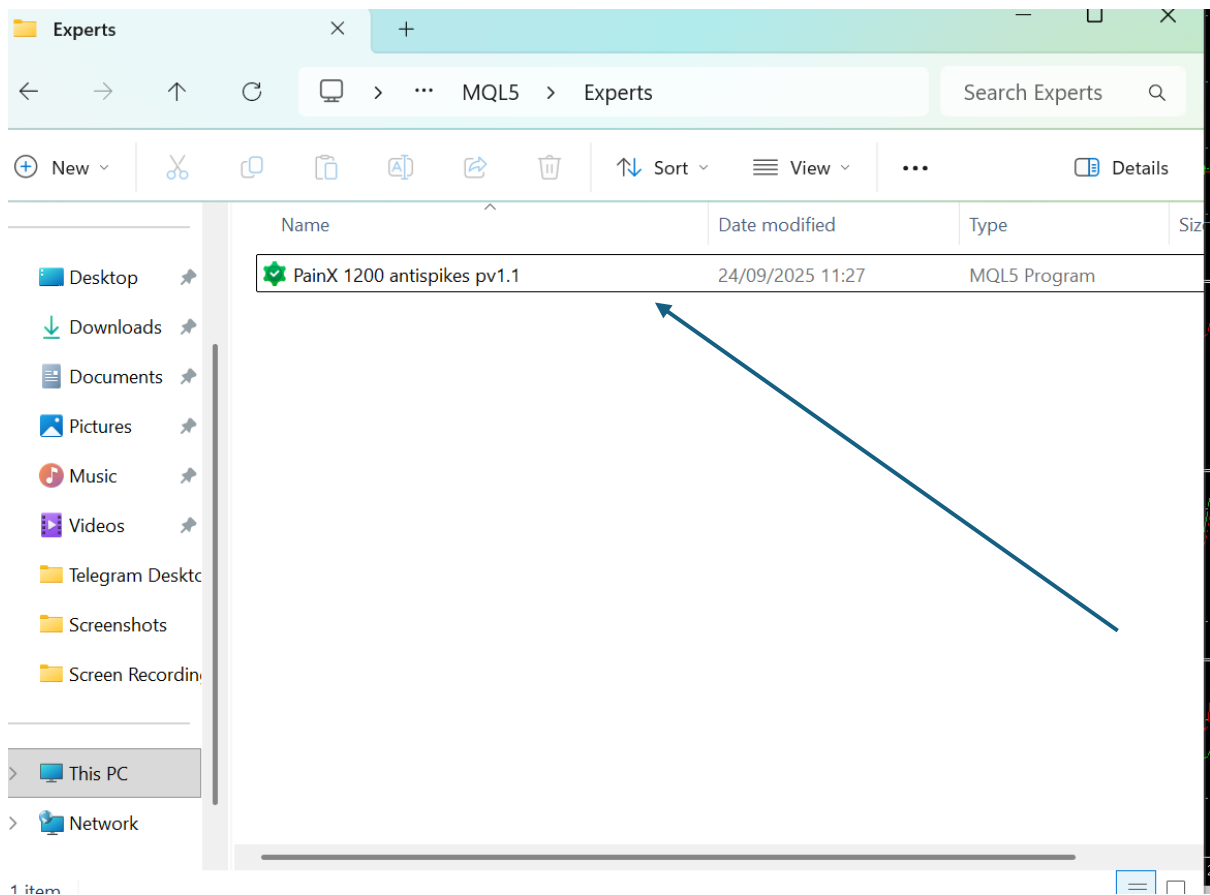 Experts
MQL5 > Experts
Search Experts
New
Sort
View
Details
Name
Date modified
Type
Desktop
PainX 1200 antispikes pv1.1
24/09/2025 11:27
MQL5 Program
Downloads
Documents
Pictures
Music
Videos
Telegram Deskto
Screenshots
Screen Recording
This PC
Network
1 item